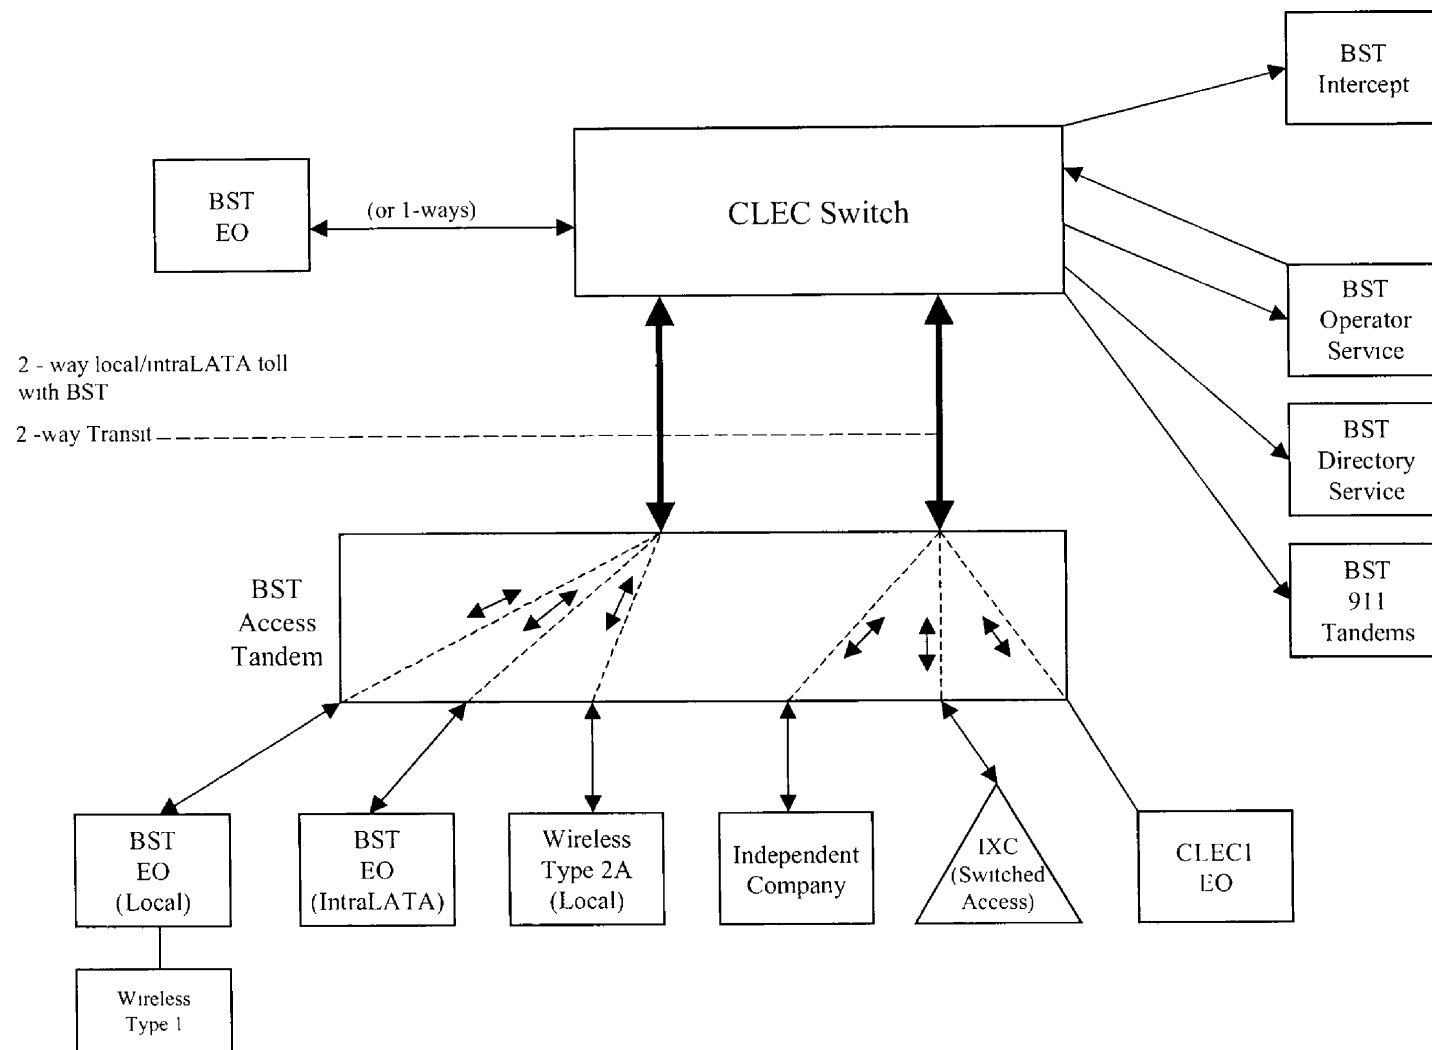 BST
Intercept
BST
EO
(or 1-ways)
CLEC Switch
BST
Operator
Service
2 - way local/intraLATA toll
with BST
2 -way Transit
BST
Directory
Service
BST
911
Tandems
BST
Access
Tandem
BST
EO
(Local)
BST
EO
(IntraLATA)
Wireless
Type 2A
(Local)
Independent
Company
IXC
(Switched
Access)
CLEC1
EO
Wireless
Type 1